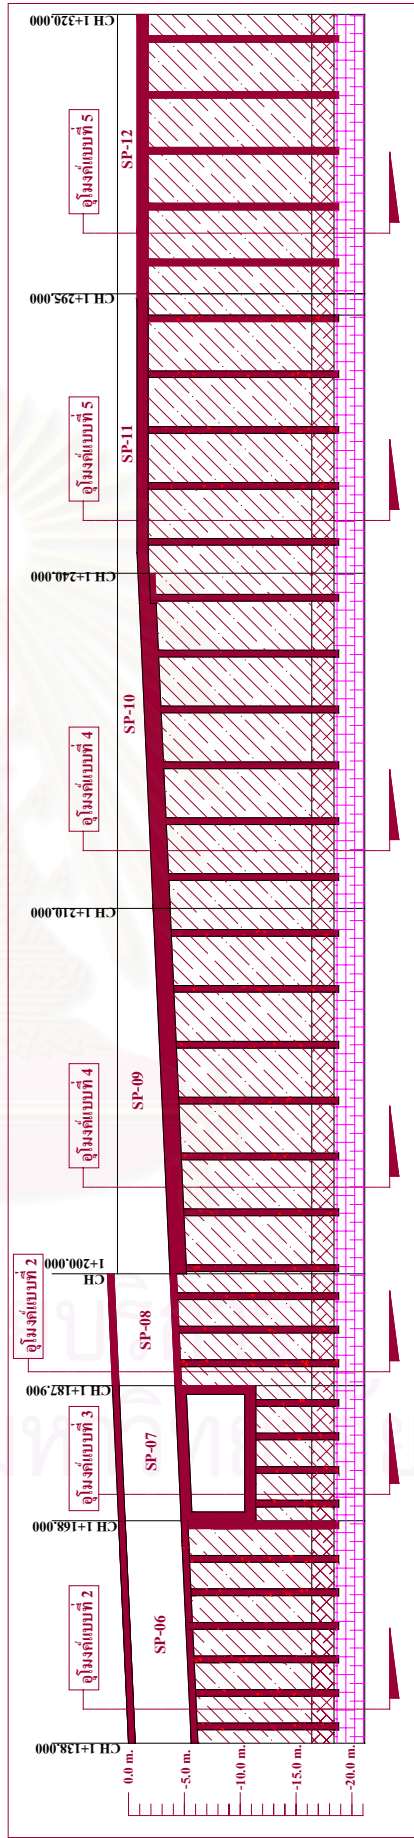 อุโมงค์แบบที่ 2
อุโมงค์แบบที่ 3
อุโมงค์แบบที่ 2
อุโมงค์แบบที่ 4
อุโมงค์แบบที่ 4
อุโมงค์แบบที่ 5
อุโมงค์แบบที่ 5
CH 1+138.000
CH 1+168.000
CH 1+187.900
CH
1+200.000
CH 1+210.000
CH 1+240.000
CH 1+295.000
CH 1+320.000
SP-06
SP-07
SP-08
SP-09
SP-10
SP-11
SP-12
0.0 m.
-5.0 m.
-10.0 m.
-15.0 m.
-20.0 m.